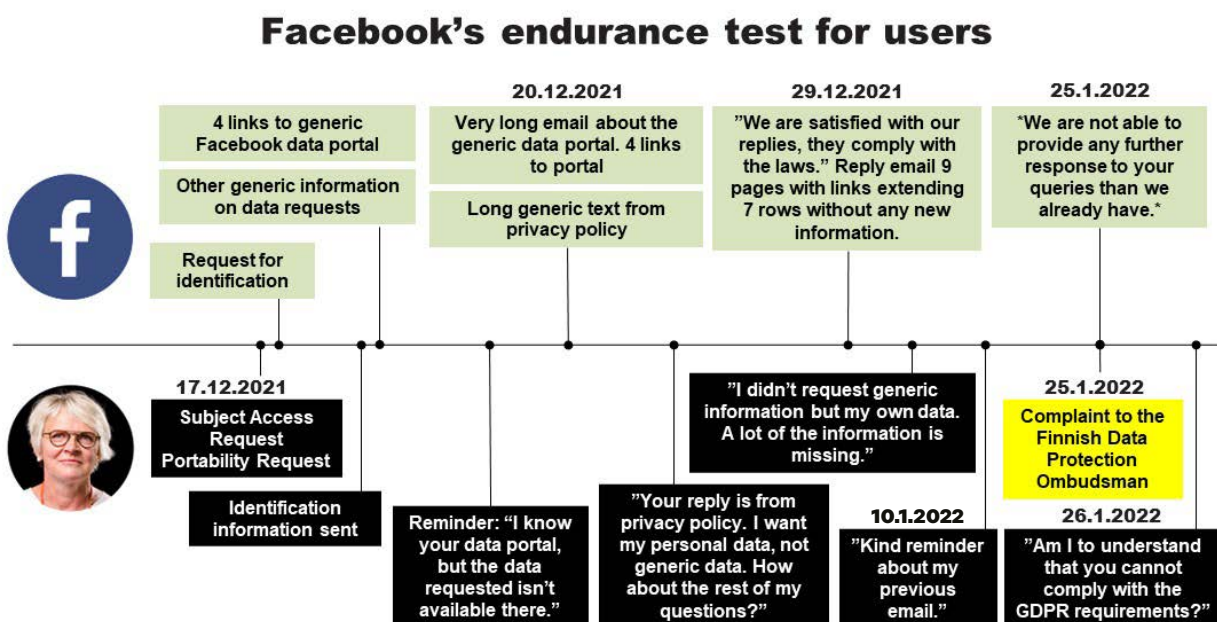 Facebook's endurance test for users
4 links to generic
Facebook data portal
Other generic information
on data requests
Request for
identification
20.12.2021
Very long email about the
generic data portal. 4 links
to portal
Long generic text from
privacy policy
29.12.2021
”We are satisfied with our
replies, they comply with
the laws.” Reply email 9
pages with links extending
7 rows without any new
information.
25.1.2022
"We are not able to
provide any further
response to your
queries than we
already have."
17.12.2021
Subject Access
Request
Portability Request
Identification
information sent
Reminder: “I know
your data portal,
but the data
requested isn't
available there.”
”Your reply is from
privacy policy. I want
my personal data, not
generic data. How
about the rest of my
questions?”
”I didn't request generic
information but my own data.
A lot of the information is
missing.”
10.1.2022
”Kind reminder
about my
previous
email.”
25.1.2022
Complaint to the
Finnish Data
Protection
Ombudsman
26.1.2022
”Am I to understand
that you cannot
comply with the
GDPR requirements?”